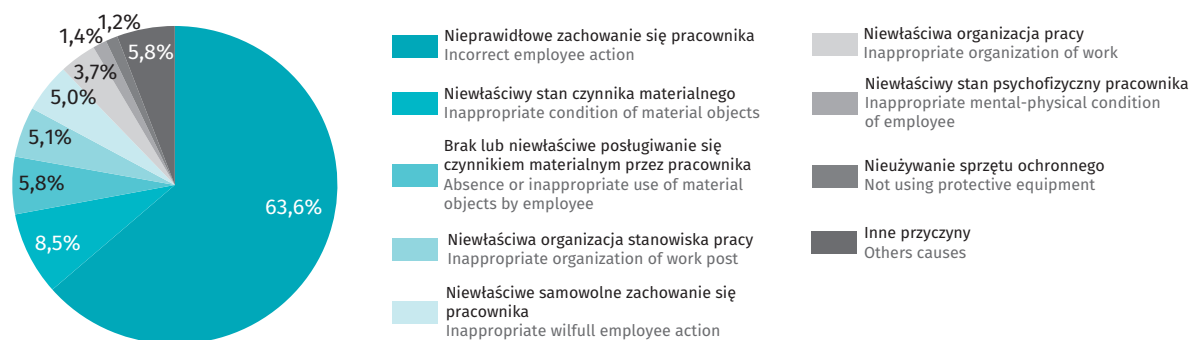 1,2%
1,4%
5,8%
3,7%
5,0%
5,1%
5,8%
8,5%
63,6%
Nieprawidłowe zachowanie się pracownika
Incorrect employee action
Niewłaściwy stan czynnika materialnego
Inappropriate condition of material objects
Brak lub niewłaściwe posługiwanie się
czynnikiem materialnym przez pracownika
Absence or inappropriate use of material
objects by employee
Niewłaściwa organizacja stanowiska pracy
Inappropriate organization of work post
Niewłaściwe samowolne zachowanie się
pracownika
Inappropriate wilfull employee action
Niewłaściwa organizacja pracy
Inappropriate organization of work
Niewłaściwy stan psychofizyczny pracownika
Inappropriate mental-physical condition
of employee
Nieużywanie sprzętu ochronnego
Not using protective equipment
Inne przyczyny
Others causes